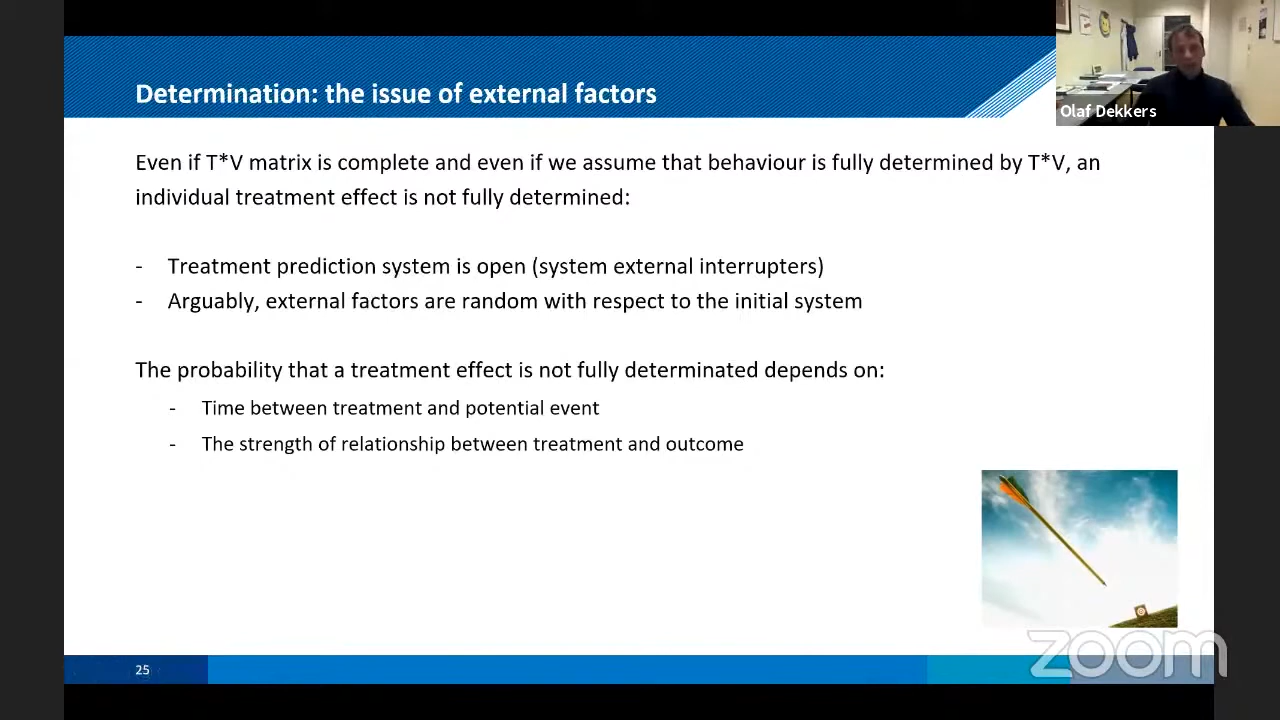 Determination: the issue of external factors
Olaf Dekkers
Even if T*V matrix is complete and even if we assume that behaviour is fully determined by T*V, an
individual treatment effect is not fully determined:
- Treatment prediction system is open (system external interrupters)
- Arguably, external factors are random with respect to the initial system
The probability that a treatment effect is not fully determinated depends on:
- Time between treatment and potential event
- The strength of relationship between treatment and outcome
25
zoom